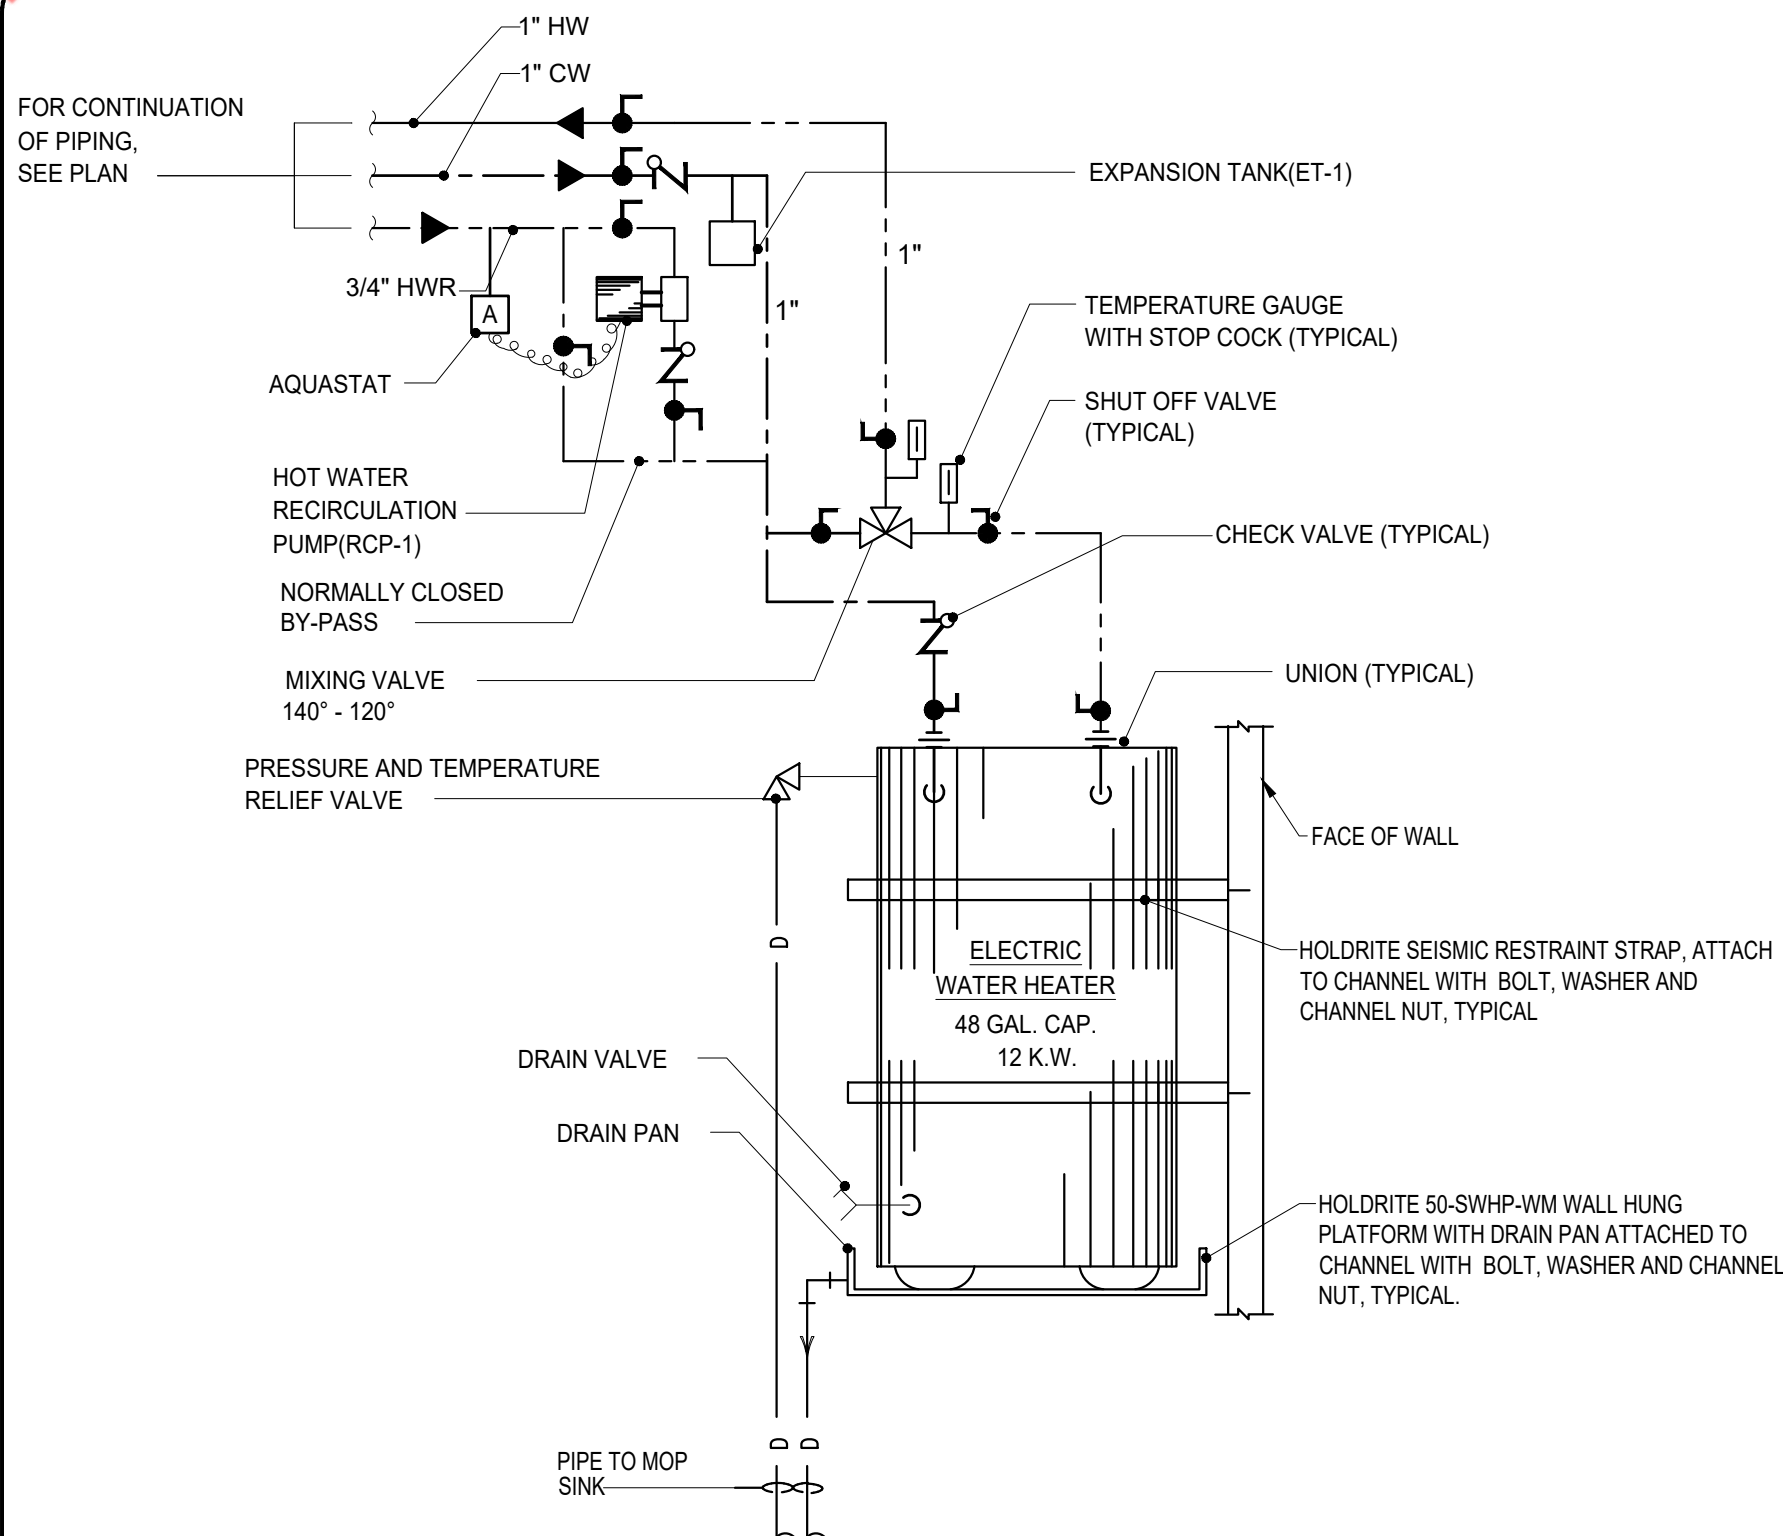 1" HW
1" CW
FOR CONTINUATION
OF PIPING,
SEE PLAN
EXPANSION TANK(ET-1)
1"
3/4" HWR
1"
A
TEMPERATURE GAUGE
WITH STOP COCK (TYPICAL)
AQUASTAT
SHUT OFF VALVE
(TYPICAL)
HOT WATER
RECIRCULATION
PUMP(RCP-1)
CHECK VALVE (TYPICAL)
NORMALLY CLOSED
BY-PASS
MIXING VALVE
140° - 120°
UNION (TYPICAL)
PRESSURE AND TEMPERATURE
RELIEF VALVE
FACE OF WALL
D
ELECTRIC
WATER HEATER
48 GAL. CAP.
12 K.W.
HOLDRITE SEISMIC RESTRAINT STRAP, ATTACH
TO CHANNEL WITH BOLT, WASHER AND
CHANNEL NUT, TYPICAL
DRAIN VALVE
DRAIN PAN
HOLDRITE 50-SWHP-WM WALL HUNG
PLATFORM WITH DRAIN PAN ATTACHED TO
CHANNEL WITH BOLT, WASHER AND CHANNEL
NUT, TYPICAL.
D D
PIPE TO MOP
SINK